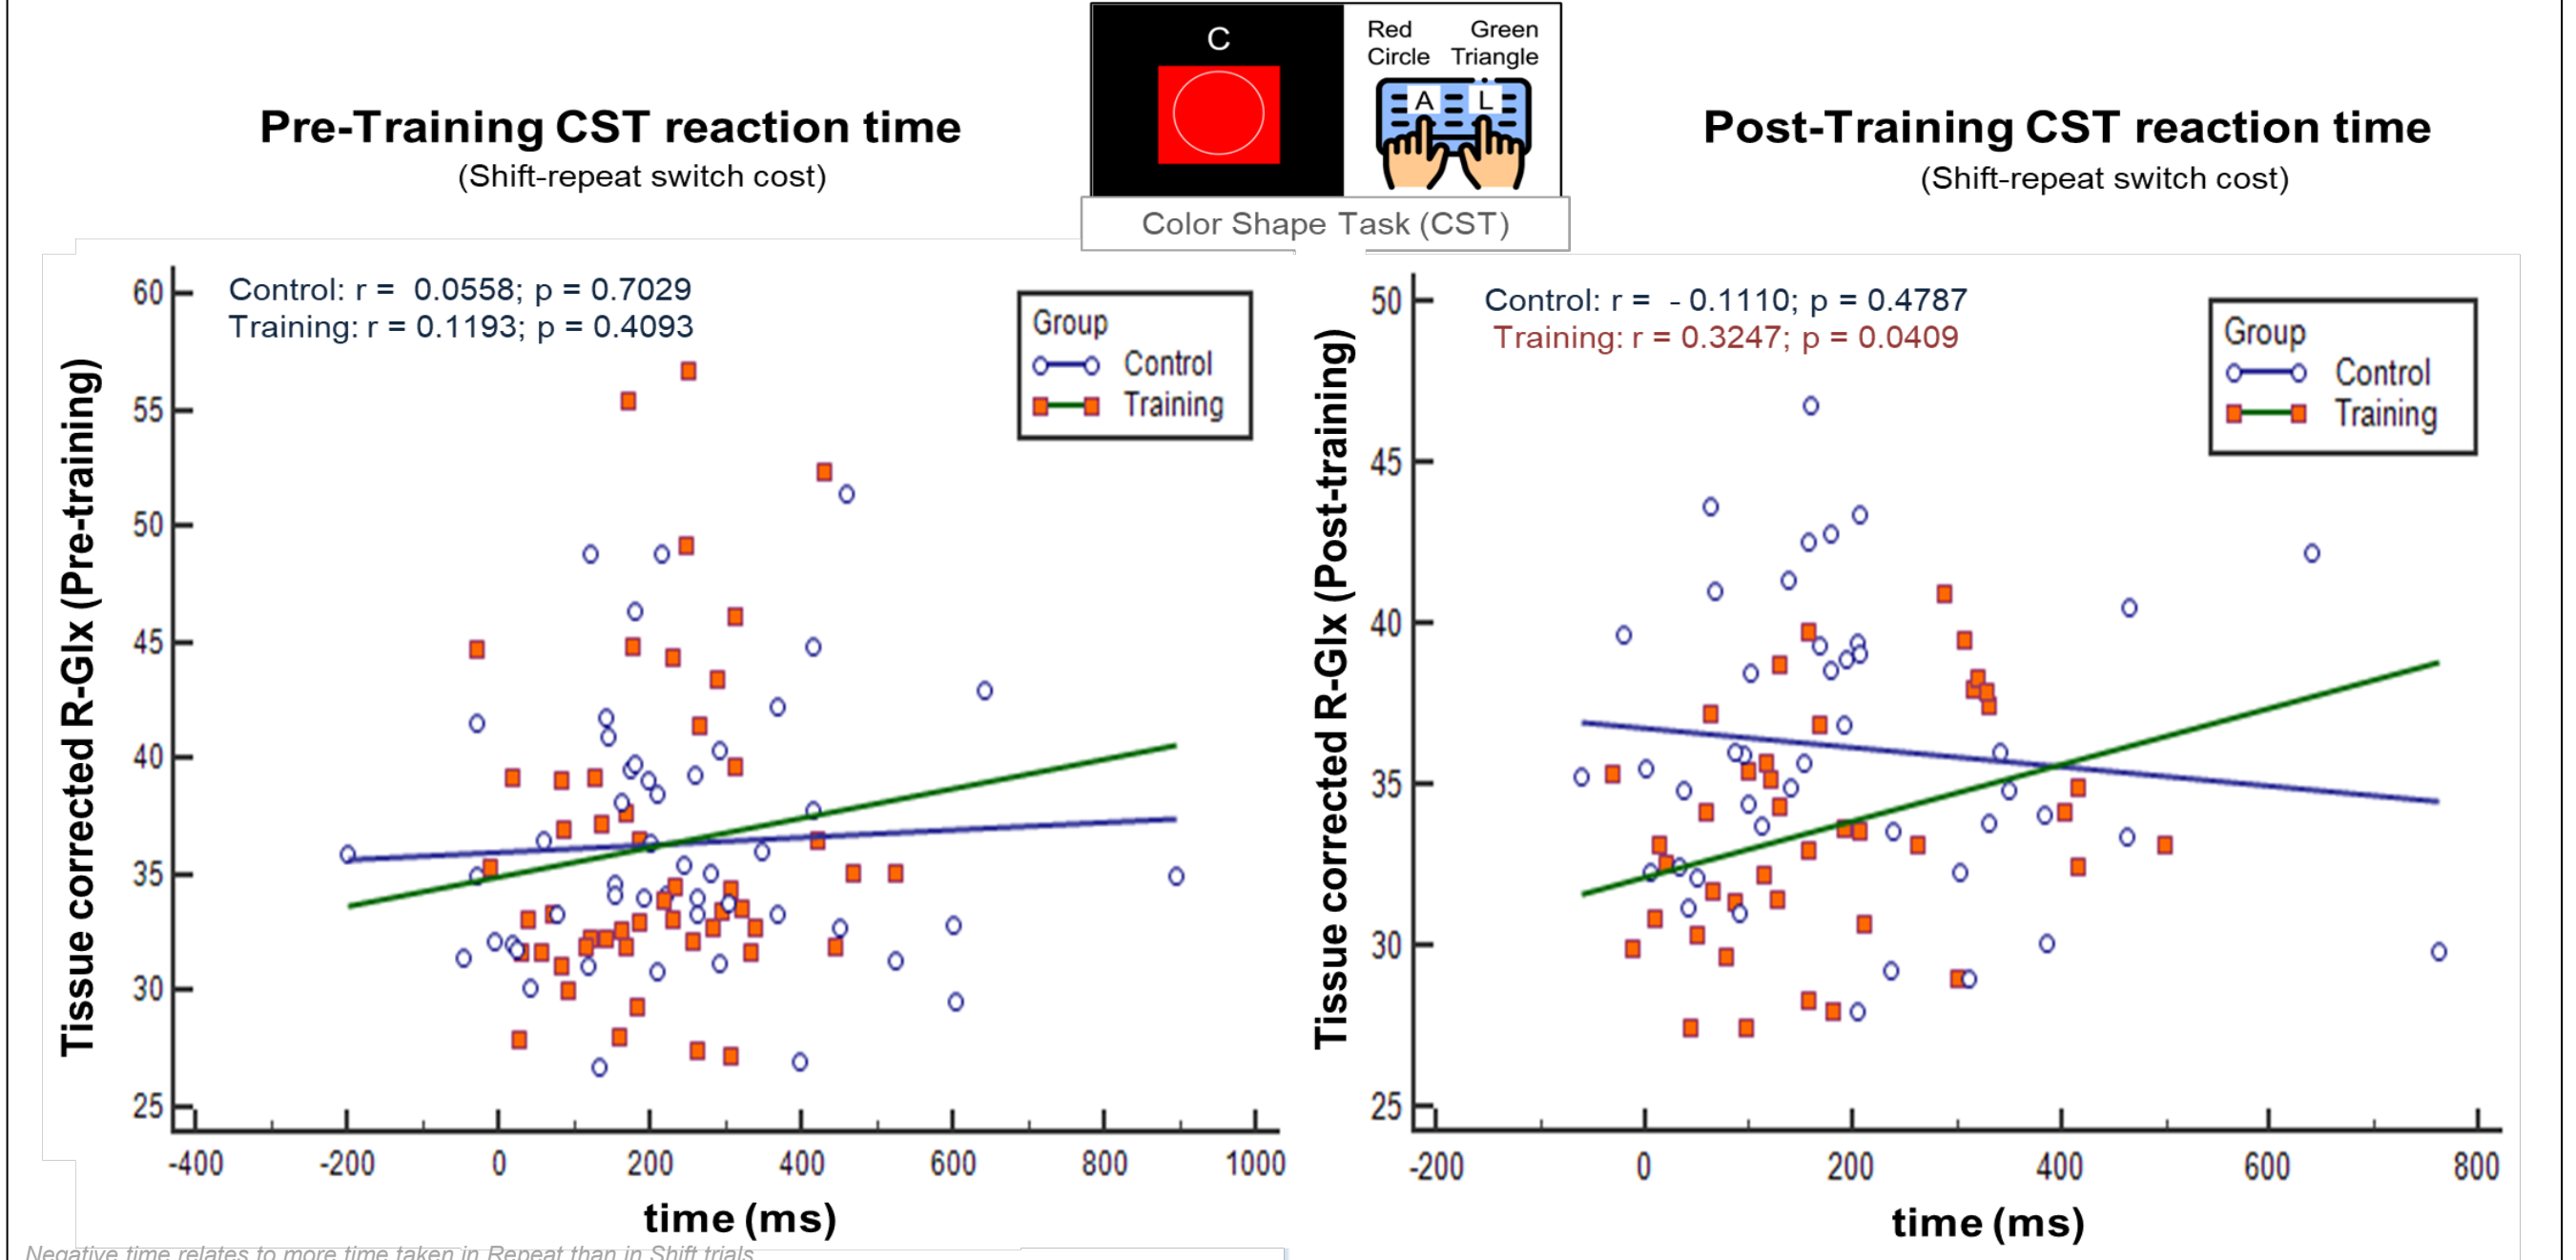 C
Red Green
Circle Triangle
A L
Color Shape Task (CST)
Pre-Training CST reaction time
(Shift-repeat switch cost)
Control: r = 0.0558; p = 0.7029
Training: r = 0.1193; p = 0.4093
Group
Control
Training
Tissue corrected R-Glx (Pre-training)
60
55
50
45
40
35
30
25
-400 -200 0 200 400 600 800 1000
time (ms)
Post-Training CST reaction time
(Shift-repeat switch cost)
Control: r = - 0.1110; p = 0.4787
Training: r = 0.3247; p = 0.0409
Group
Control
Training
Tissue corrected R-Glx (Post-training)
50
45
40
35
30
25
-200 0 200 400 600 800
time (ms)
Negative time relates to more time taken in Repeat than in Shift trials